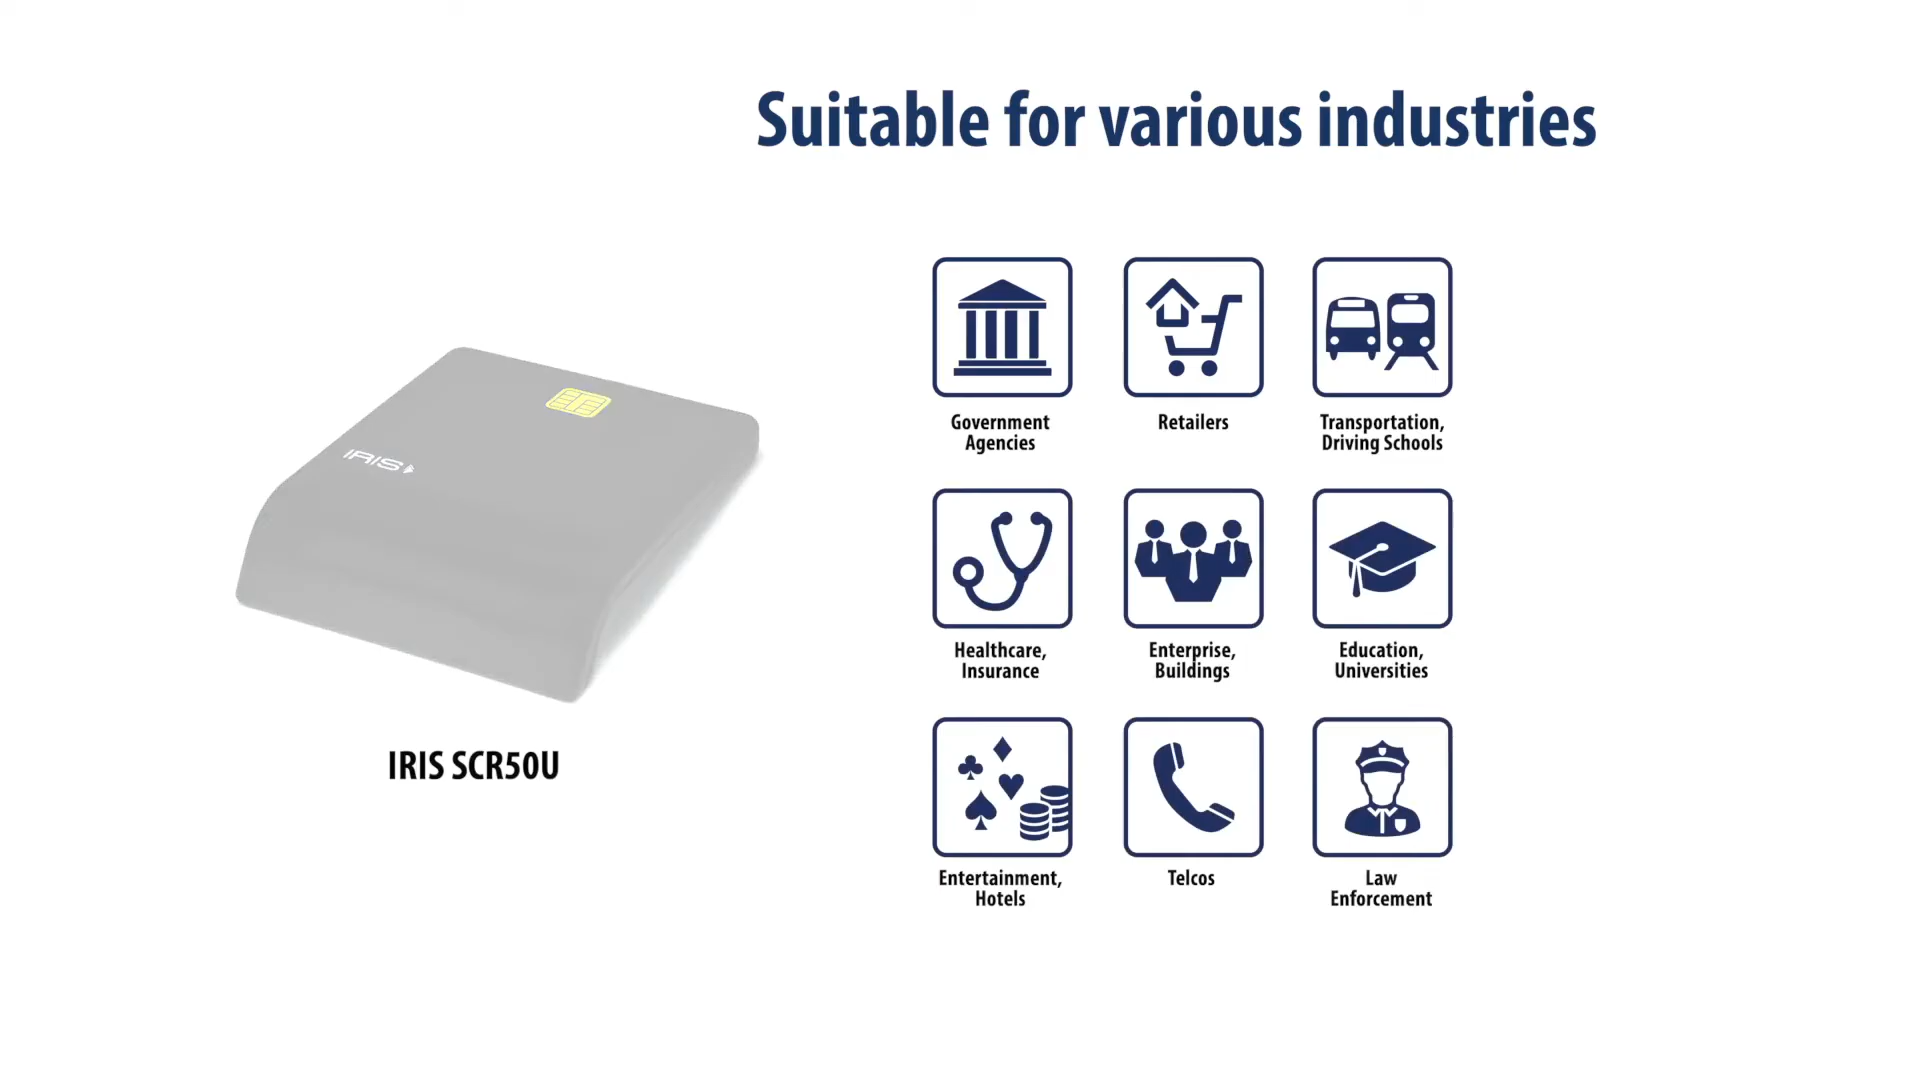 Suitable for various industries
IRIS
IRIS SCR50U
Government
Agencies
Retailers
Transportation,
Driving Schools
Healthcare,
Insurance
Enterprise,
Buildings
Education,
Universities
Entertainment,
Hotels
Telcos
Law
Enforcement